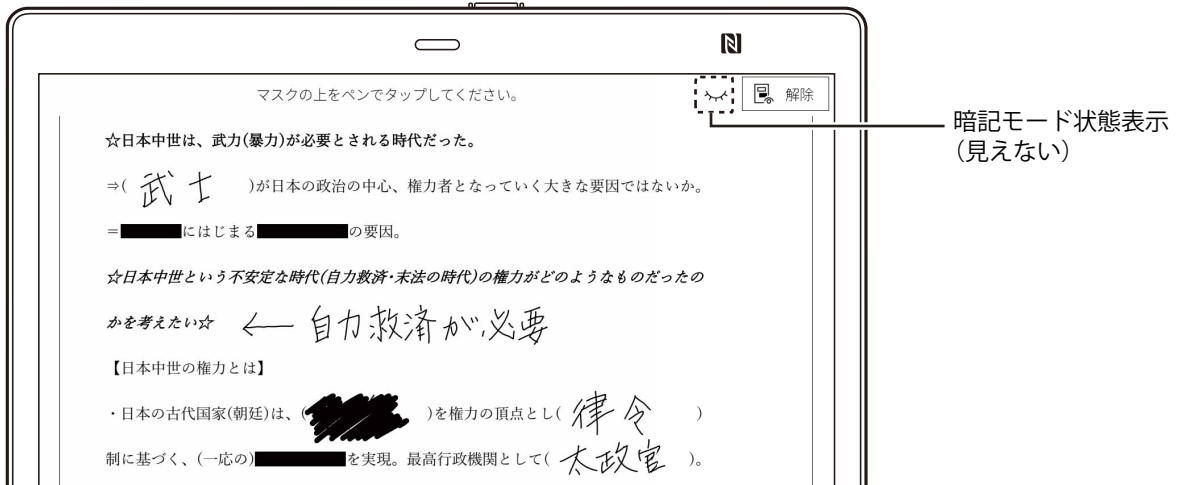 マスクの上をペンでタップしてください。
解除
暗記モード状態表示
(見えない)
☆日本中世は、武力(暴力)が必要とされる時代だった。
⇒( 武士 )が日本の政治の中心、権力者となっていく大きな要因ではないか。
=にはじまるの要因。
☆日本中世という不安定な時代(自力救済・末法の時代)の権力がどのようなものだったの
かを考えたい☆ ← 自力救済が必要
【日本中世の権力とは】
・日本の古代国家(朝廷)は、( )を権力の頂点とし( 律令 )
制に基づく、(一応の)を実現。最高行政機関として( 太政官 )。